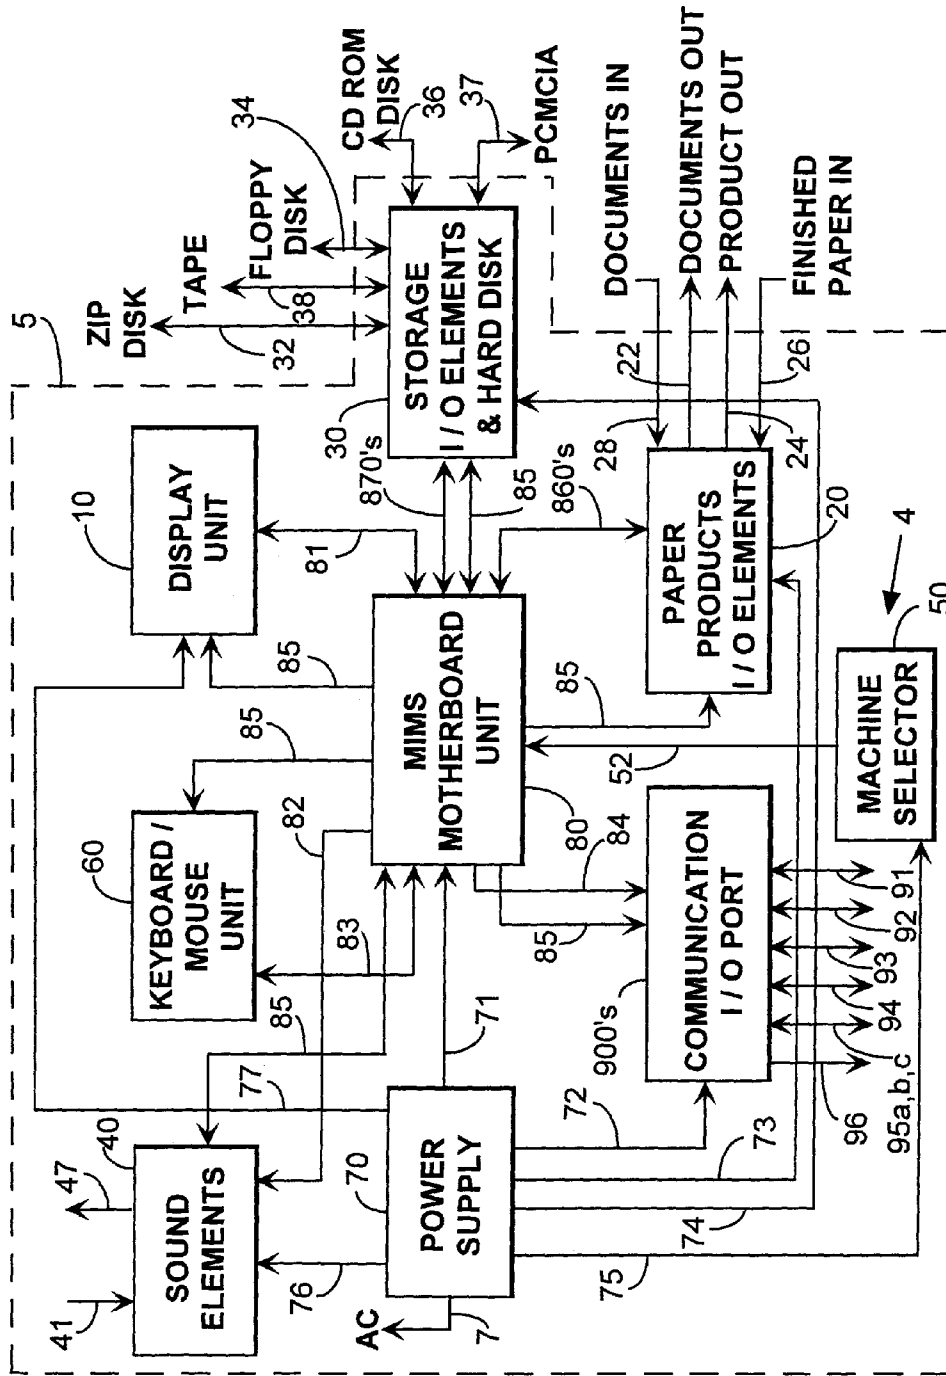 5
ZIP
DISK
TAPE
FLOPPY
DISK
34
CD ROM
DISK
36
37
PCMCIA
32
38
10
DISPLAY
UNIT
30
STORAGE
I / O ELEMENTS
& HARD DISK
81
870's
85
860's
DOCUMENTS IN
DOCUMENTS OUT
PRODUCT OUT
FINISHED
PAPER IN
28
22
24
26
60
KEYBOARD /
MOUSE
UNIT
85
85
82
83
MIMS
MOTHERBOARD
UNIT
80
84
85
85
52
PAPER
PRODUCTS
I / O ELEMENTS
20
4
50
MACHINE
SELECTOR
47
40
41
SOUND
ELEMENTS
77
85
76
70
71
POWER
SUPPLY
AC
7
72
73
74
75
900's
COMMUNICATION
I / O PORT
91
92
93
94
95a,b,c
96